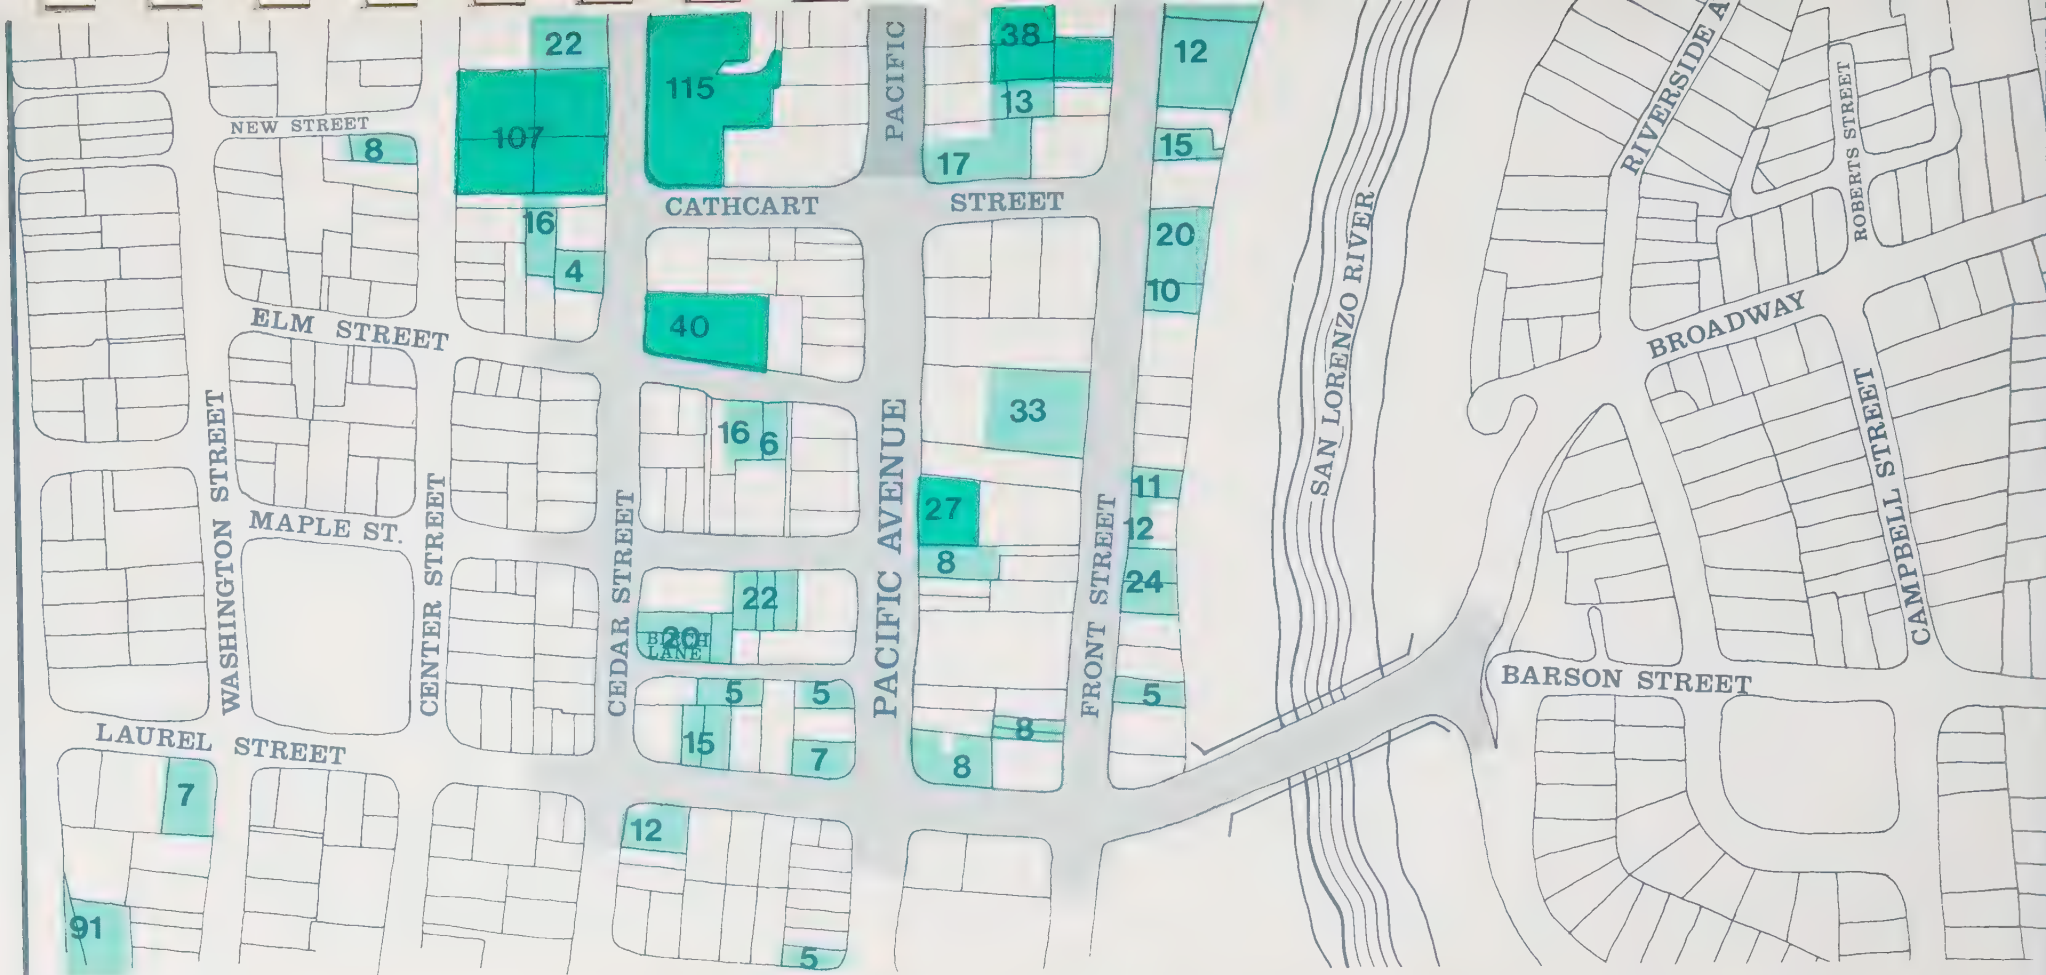 22
115
PACIFIC
38
12
RIVERSIDE A
107
13
NEW STREET
8
17
15
ROBERTS STREET
CATHCART
STREET
16
4
20
10
SAN LORENZO RIVER
ELM STREET
40
BROADWAY
33
16
6
WASHINGTON STREET
CENTER STREET
CEDAR STREET
PACIFIC AVENUE
FRONT STREET
CAMPBELL STREET
11
27
12
MAPLE ST.
8
24
22
20
BIRCH
LANE
5
5
5
BARSON STREET
15
7
8
8
LAUREL STREET
7
12
91
5